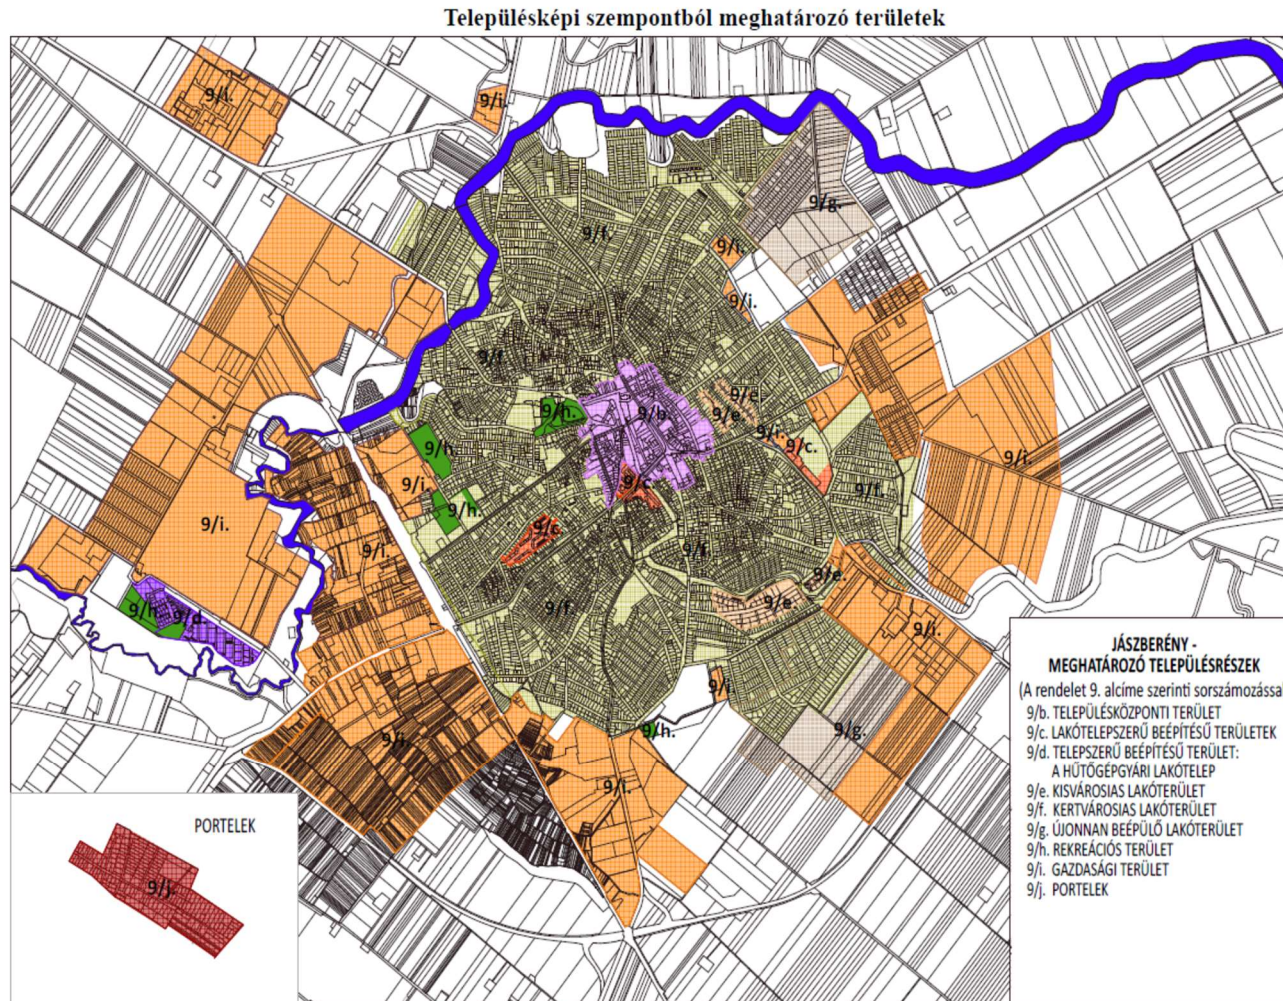 Településképi szempontból meghatározó területek
9/i.
9/i.
9/g.
9/f.
9/i.
9/i.
9/f.
9/e.
9/h.
9/b.
9/e.
9/i.
9/h.
9/c.
9/i.
9/i.
9/c.
9/f.
9/h.
9/i.
9/c.
9/i.
9/f.
9/e.
9/h.
9/d.
9/f.
9/e.
9/i.
9/i.
9/h.
9/g.
9/i.
9/i.
PORTELEK
9/j.
JÁSZBERÉNY -
MEGHATÁROZÓ TELEPÜLÉSRÉSZEK
(A rendelet 9. alcíme szerinti sorszámozással
9/b. TELEPÜLÉSKÖZPONTI TERÜLET
9/c. LAKÓTELEPSZERŰ BEÉPÍTÉSŰ TERÜLETEK
9/d. TELEPSZERŰ BEÉPÍTÉSŰ TERÜLET:
A HŰTŐGÉPGYÁRI LAKÓTELEP
9/e. KISVÁROSIAS LAKÓTERÜLET
9/f. KERTVÁROSIAS LAKÓTERÜLET
9/g. ÚJONNAN BEÉPÜLŐ LAKÓTERÜLET
9/h. REKREÁCIÓS TERÜLET
9/i. GAZDASÁGI TERÜLET
9/j. PORTELEK